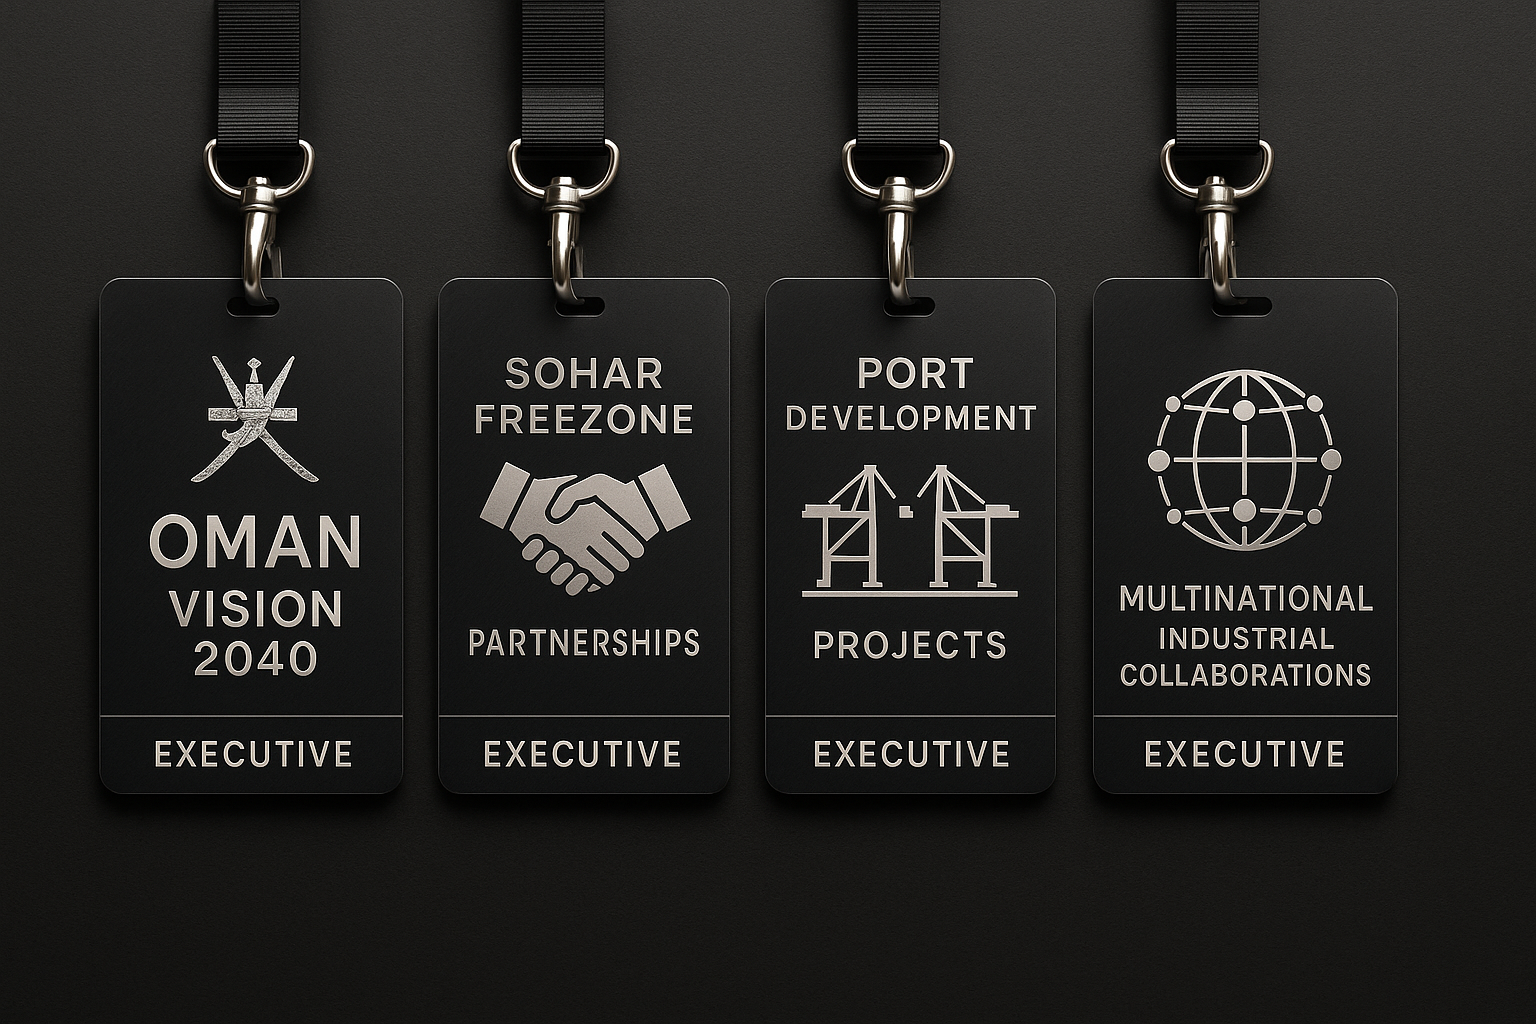 OMAN
VISION
2040
EXECUTIVE
SOHAR
FREEZONE
PARTNERSHIPS
EXECUTIVE
PORT
DEVELOPMENT
PROJECTS
EXECUTIVE
MULTINATIONAL
INDUSTRIAL
COLLABORATIONS
EXECUTIVE